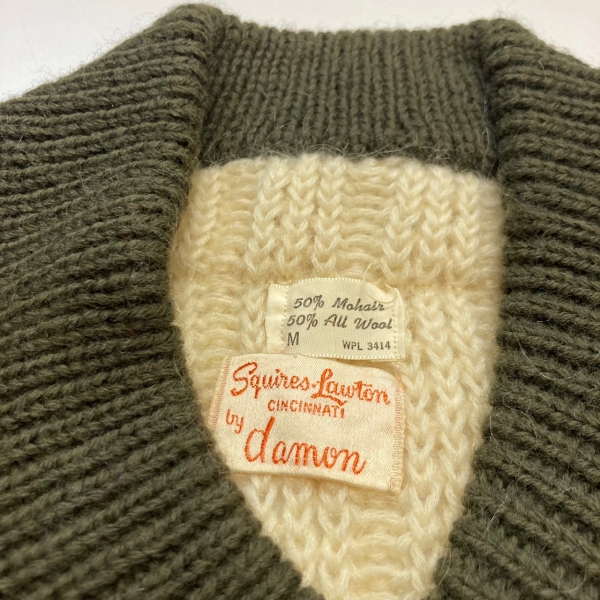 50% Mohair
50% All Wool
M WPL 3414
Squires-Lawton
CINCINNATI
by damon